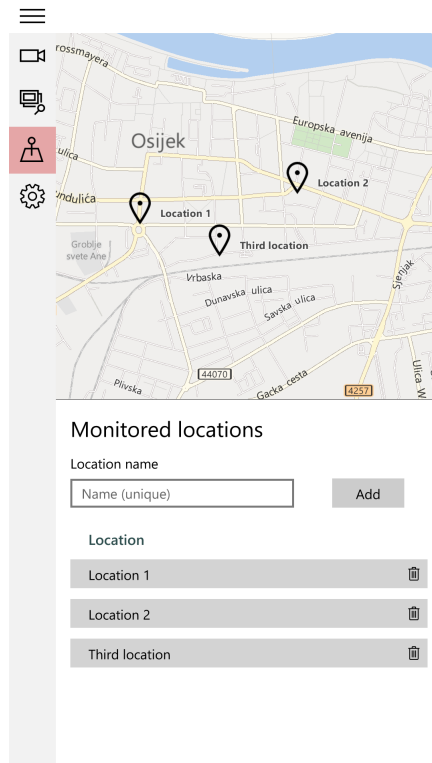 rossmayera
Europska avenija
Osijek
ulica
Location 2
undulića
Location 1
Third location
Groblje
svete Ane
Vrbaska
Sjenjak
Dunavska ulica
Savska ulica
44070
Plivska
Gacka cesta
4257
Ulica W
Monitored locations
Location name
Name (unique)
Add
Location
Location 1
Location 2
Third location